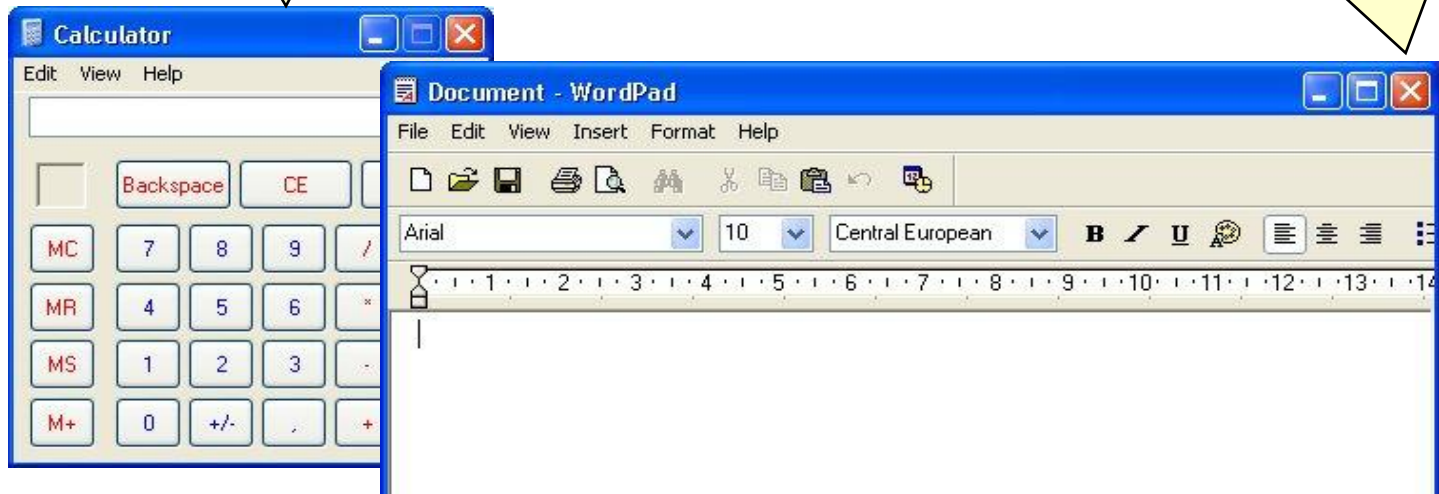 Calculator
Edit View Help
Backspace CE
MC 7 8 9 /
MR 4 5 6 *
MS 1 2 3 -
M+ 0 +/- , +
Document - WordPad
File Edit View Insert Format Help
Arial 10 Central European B / U
1 2 3 4 5 6 7 8 9 10 11 12 13 14